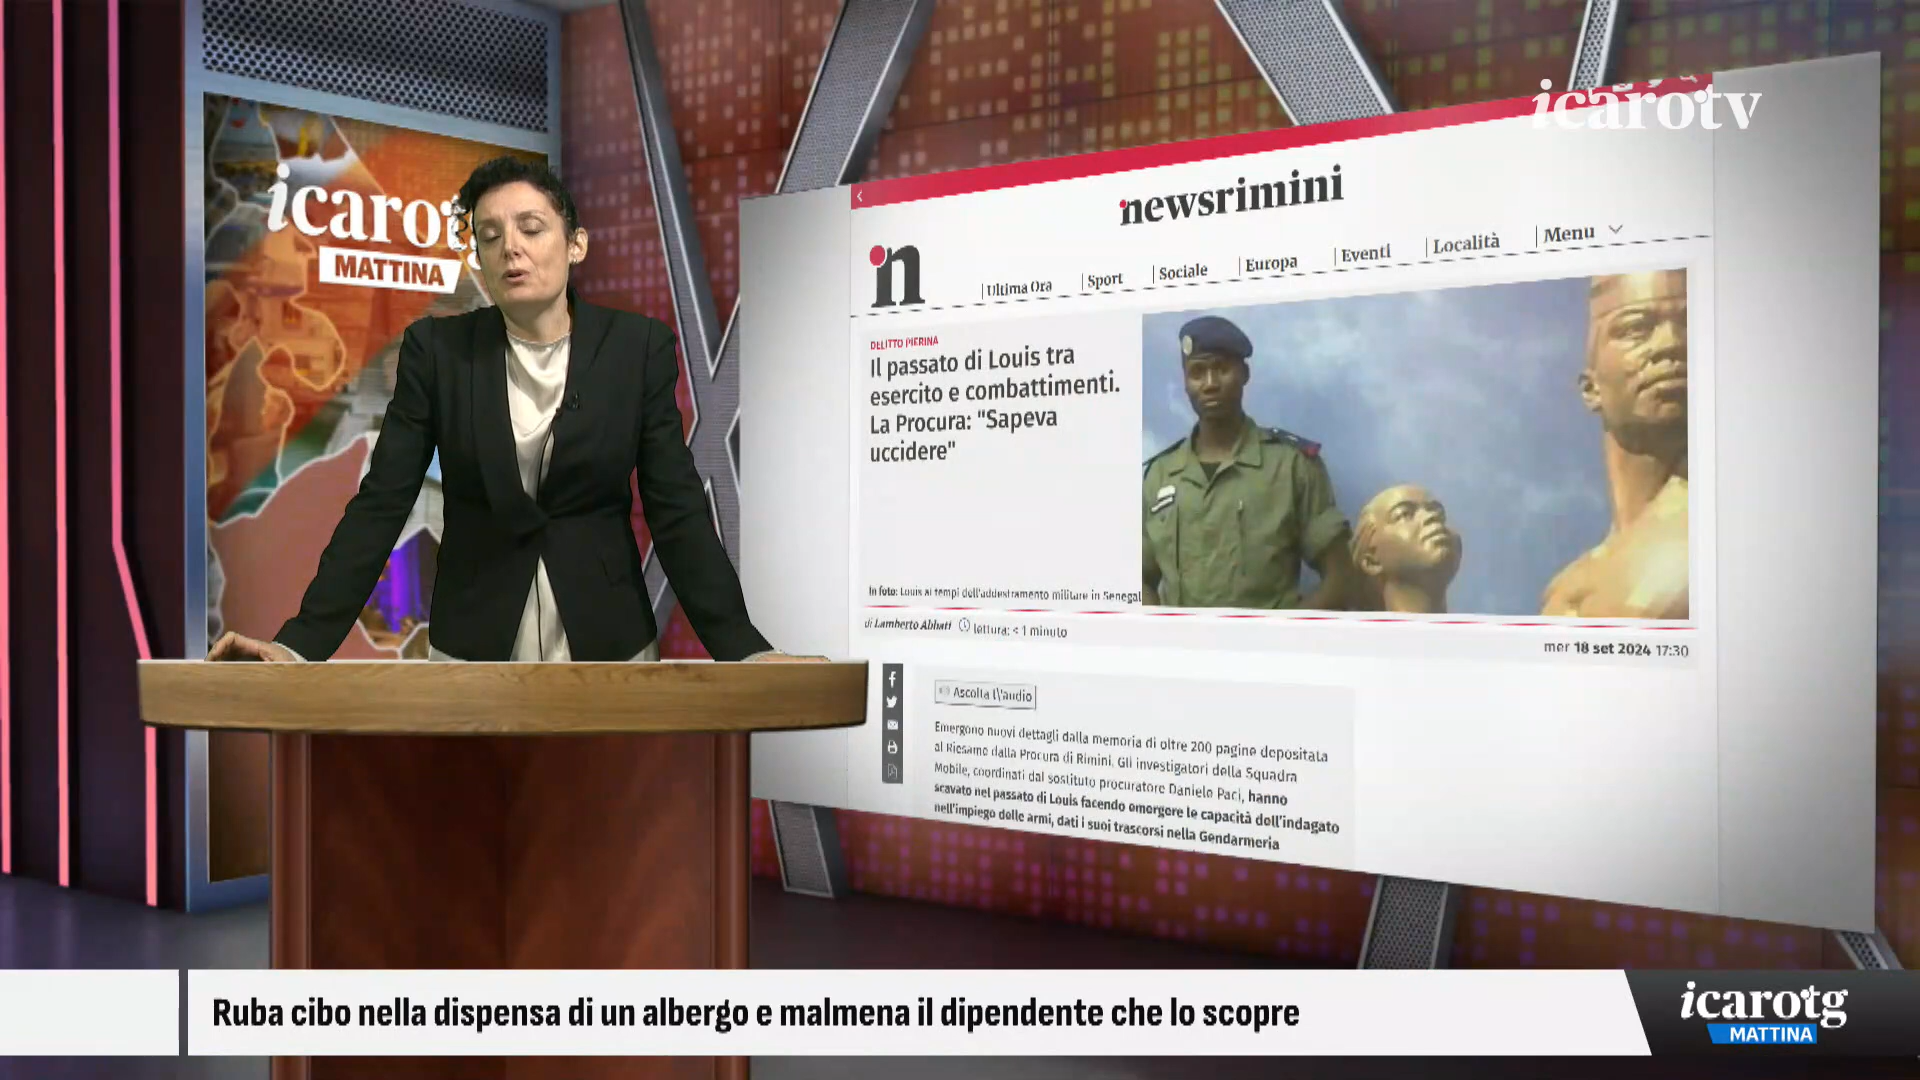 icarotv
icarotg
MATTINA
newsrimini
n
Ultima Ora
Sport
Sociale
Europa
Eventi
Località
Menu
DELITTO PIERINA
Il passato di Louis tra
esercito e combattimenti.
La Procura: "Sapeva
uccidere"
In foto: Louis ai tempi dell'addestramento militare in Senegal
di Lamberto Abbati lettura: < 1 minuto
mer 18 set 2024 17:30
Ascolta l\'audio
Emergono nuovi dettagli dalla memoria di oltre 200 pagine depositata
al Riesame dalla Procura di Rimini. Gli investigatori della Squadra
Mobile, coordinati dal sostituto procuratore Daniele Paci, hanno
scavato nel passato di Louis facendo emergere le capacità dell'indagato
nell'impiego delle armi, dati i suoi trascorsi nella Gendarmeria
Ruba cibo nella dispensa di un albergo e malmena il dipendente che lo scopre
icarotg
MATTINA